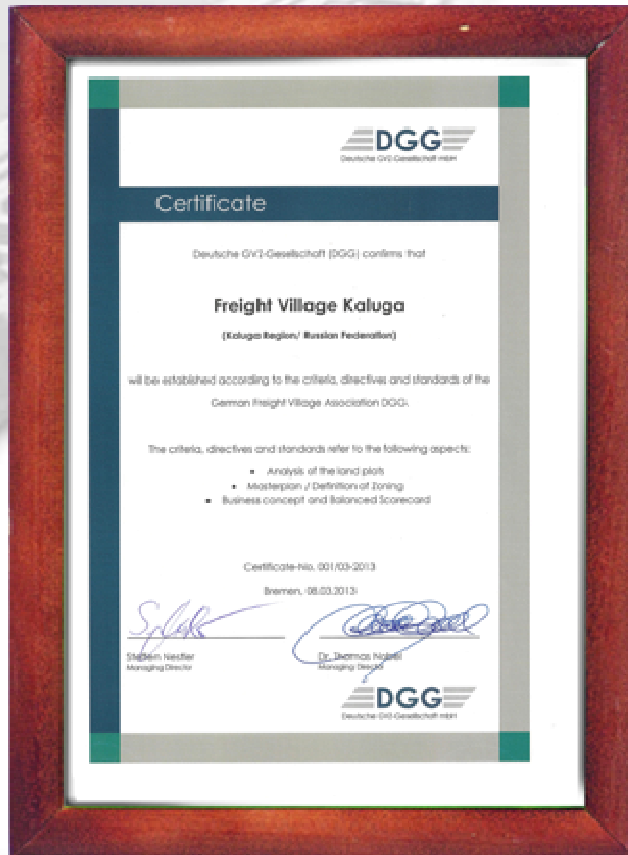 DGG
Deutsche GVZ-Gesellschaft mbH
Certificate
Deutsche GVZ-Gesellschaft (DGG) confirms that
Freight Village Kaluga
(Kaluga Region/ Russian Federation)
will be established according to the criteria, directives and standards of the
German Freight Village Association DGG.
The criteria, directives and standards refer to the following aspects:
• Analysis of the land plots
• Masterplan / Definition of Zoning
• Business concept and Balanced Scorecard
Certificate-No. 001/03-2013
Bremen, 08.03.2013
Steffen Nestler
Managing Director
Dr. Thomas Nobel
Managing Director
DGG
Deutsche GVZ-Gesellschaft mbH